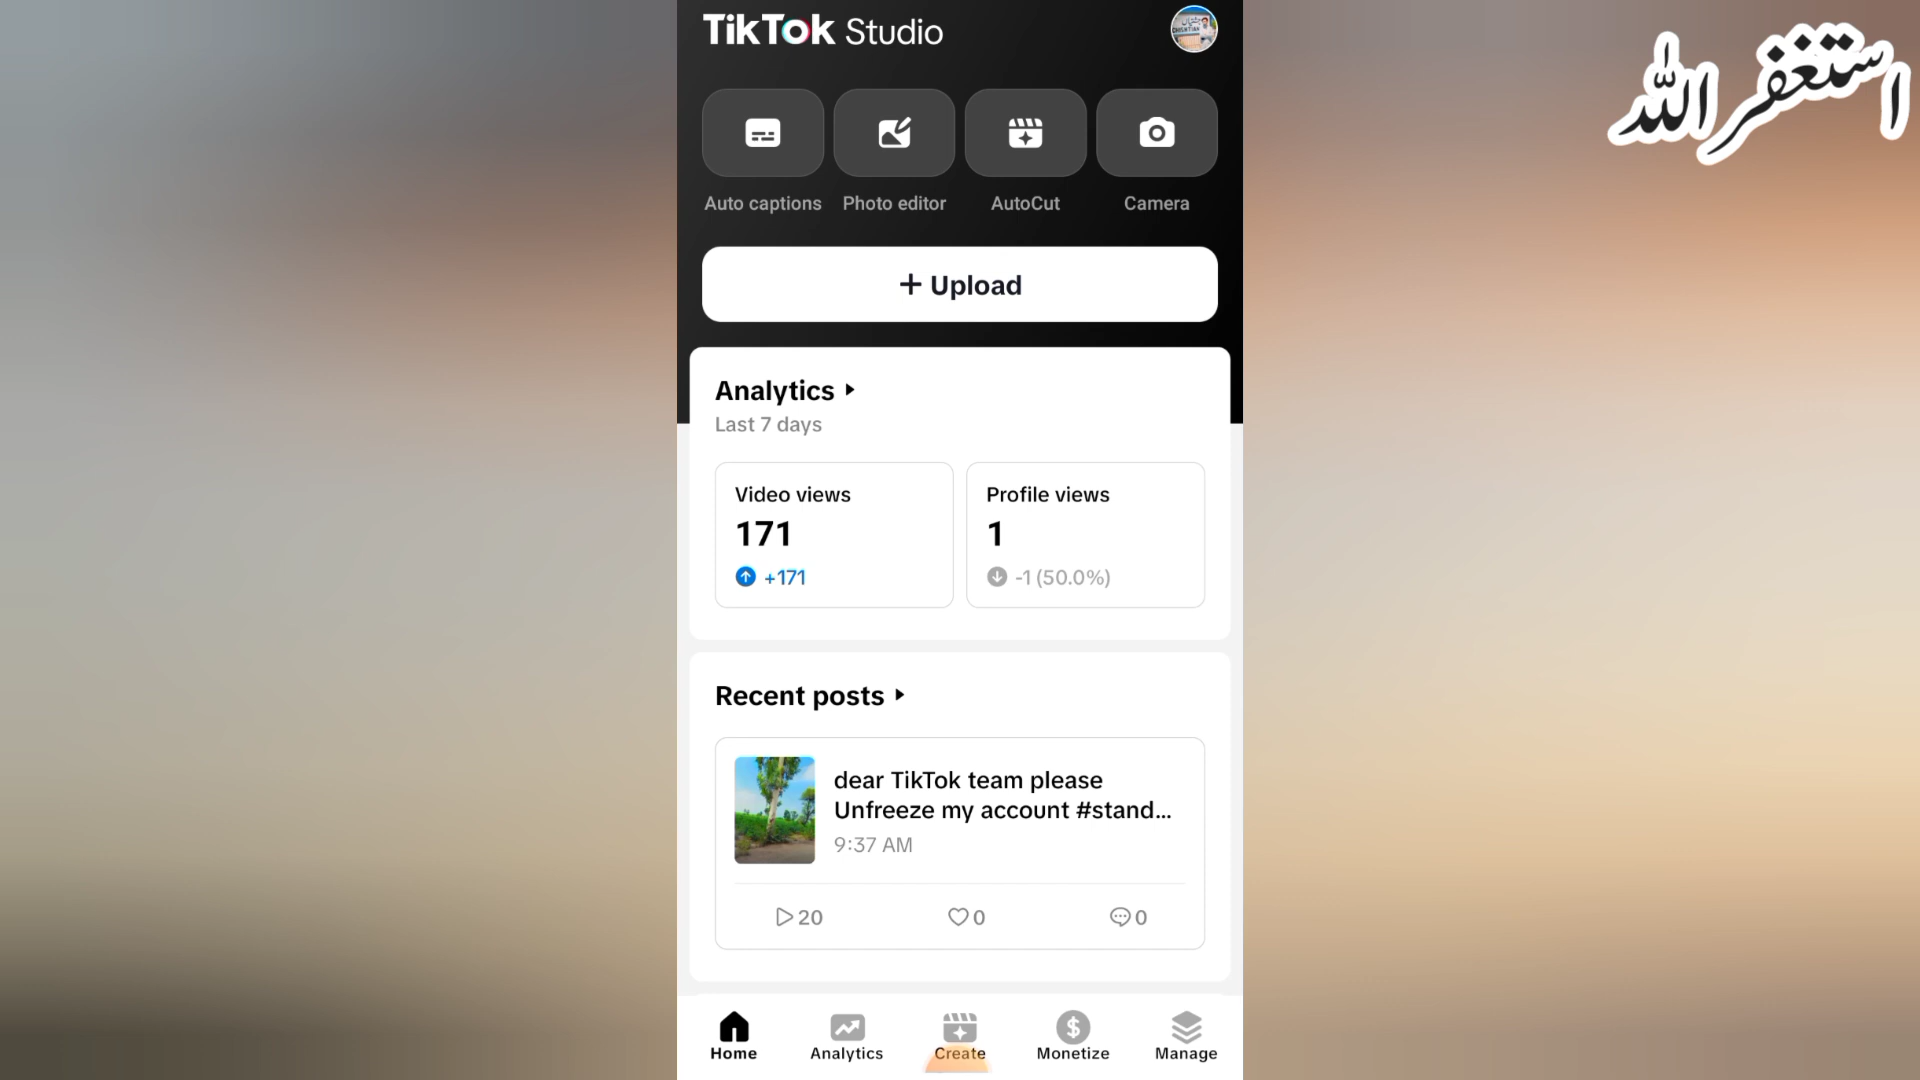 TikTok Studio
استغفر الله
Auto captions Photo editor AutoCut Camera
+ Upload
Analytics
Last 7 days
Video views Profile views
171 1
+171 -1 (50.0%)
Recent posts
dear TikTok team please
Unfreeze my account #stand...
9:37 AM
20 0 0
Home Analytics Create Monetize Manage